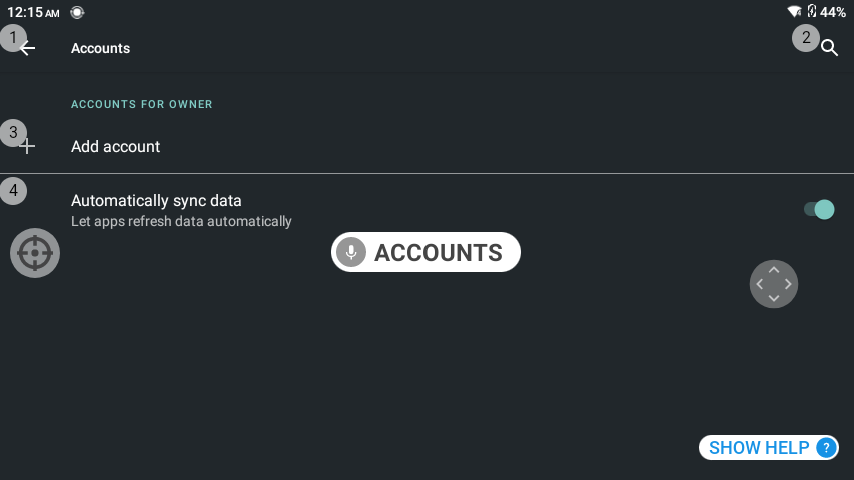 12:15 AM
44%
1
Accounts
2
ACCOUNTS FOR OWNER
3
Add account
4
Automatically sync data
Let apps refresh data automatically
ACCOUNTS
SHOW HELP ?